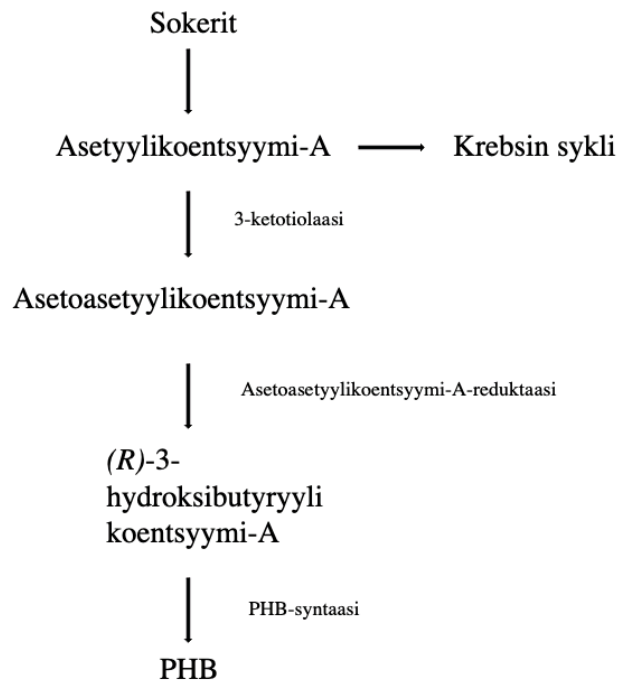 Sokerit
Asetyylikoentsyymi-A
Krebsin sykli
3-ketotiolaasi
Asetoasetyylikoentsyymi-A
Asetoasetyylikoentsyymi-A-reduktaasi
(R)-3-
hydroksibutyryyli
koentsyymi-A
PHB-syntaasi
PHB